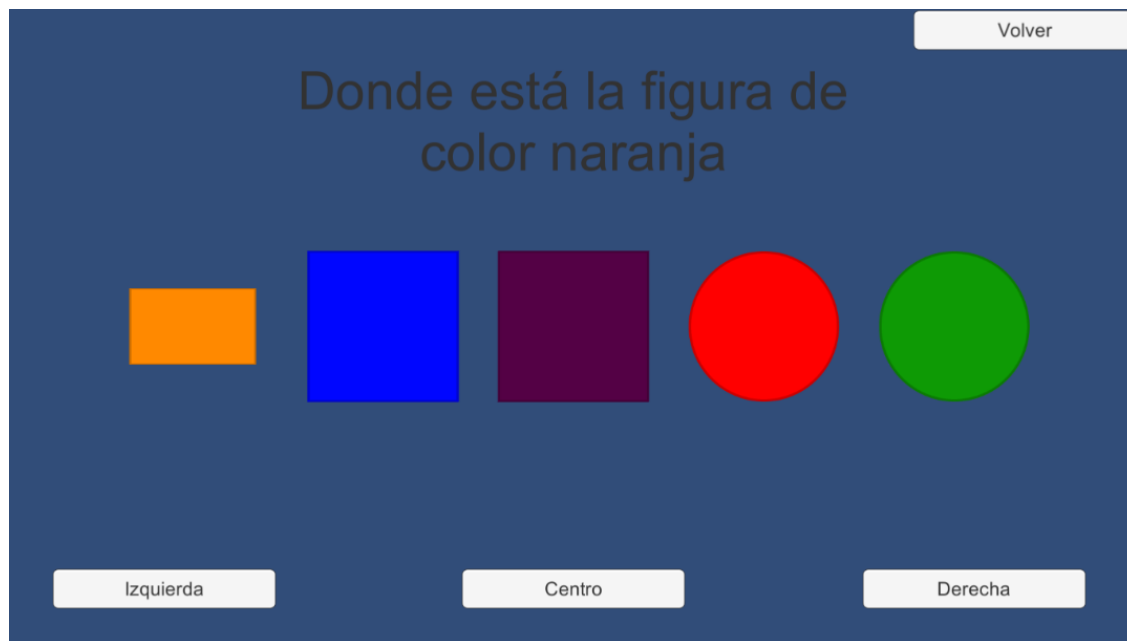 Volver
Donde está la figura de
color naranja
Izquierda
Centro
Derecha